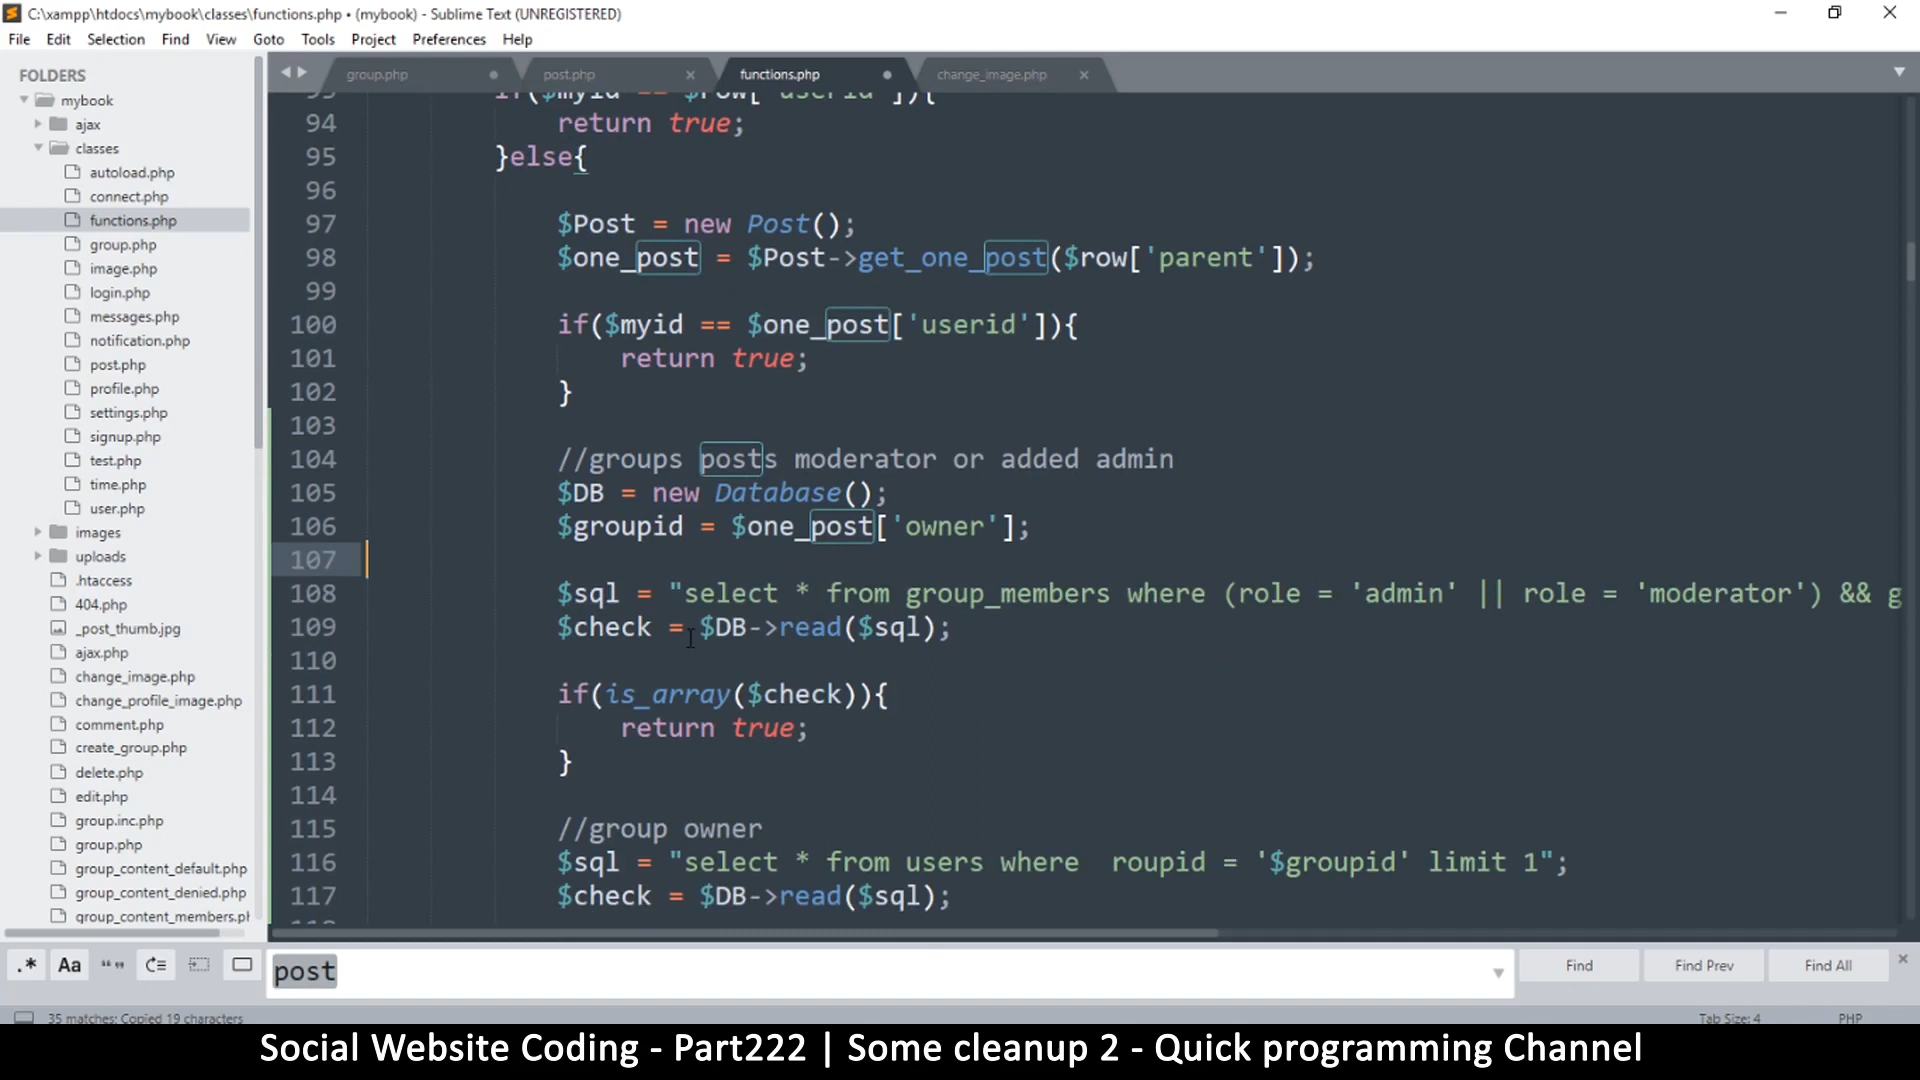 C:\xampp\htdocs\mybook\classes\functions.php • (mybook) - Sublime Text (UNREGISTERED)
File Edit Selection Find View Goto Tools Project Preferences Help
FOLDERS
mybook
ajax
classes
autoload.php
connect.php
functions.php
group.php
image.php
login.php
messages.php
notification.php
post.php
profile.php
settings.php
signup.php
test.php
time.php
user.php
images
uploads
.htaccess
404.php
_post_thumb.jpg
ajax.php
change_image.php
change_profile_image.php
comment.php
create_group.php
delete.php
edit.php
group.inc.php
group.php
group_content_default.php
group_content_denied.php
group_content_members.ph
group.php post.php functions.php change_image.php
93 if($myid == $row['userid']){
94 return true;
95 }else{
96
97 $Post = new Post();
98 $one_post = $Post->get_one_post($row['parent']);
99
100 if($myid == $one_post['userid']){
101 return true;
102 }
103
104 //groups posts moderator or added admin
105 $DB = new Database();
106 $groupid = $one_post['owner'];
107
108 $sql = "select * from group_members where (role = 'admin' || role = 'moderator') && g
109 $check = $DB->read($sql);
110
111 if(is_array($check)){
112 return true;
113 }
114
115 //group owner
116 $sql = "select * from users where roupid = '$groupid' limit 1";
117 $check = $DB->read($sql);
.* Aa “ ” post Find Find Prev Find All
35 matches: Copied 19 characters Tab Size: 4 PHP
Social Website Coding - Part222 | Some cleanup 2 - Quick programming Channel